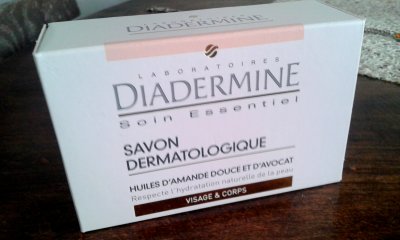 LABORATOIRES
DIADERMINE
Soin Essentiel
SAVON
DERMATOLOGIQUE
HUILES D'AMANDE DOUCE ET D'AVOCAT
Respecte l'hydratation naturelle de la peau
VISAGE & CORPS